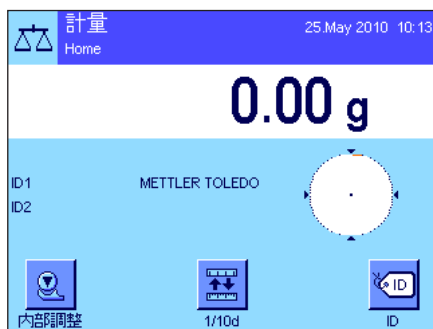 計量
25.May 2010 10:13
Home
0.00 g
ID1
METTLER TOLEDO
ID2
ID
内部調整
1/10d
ID